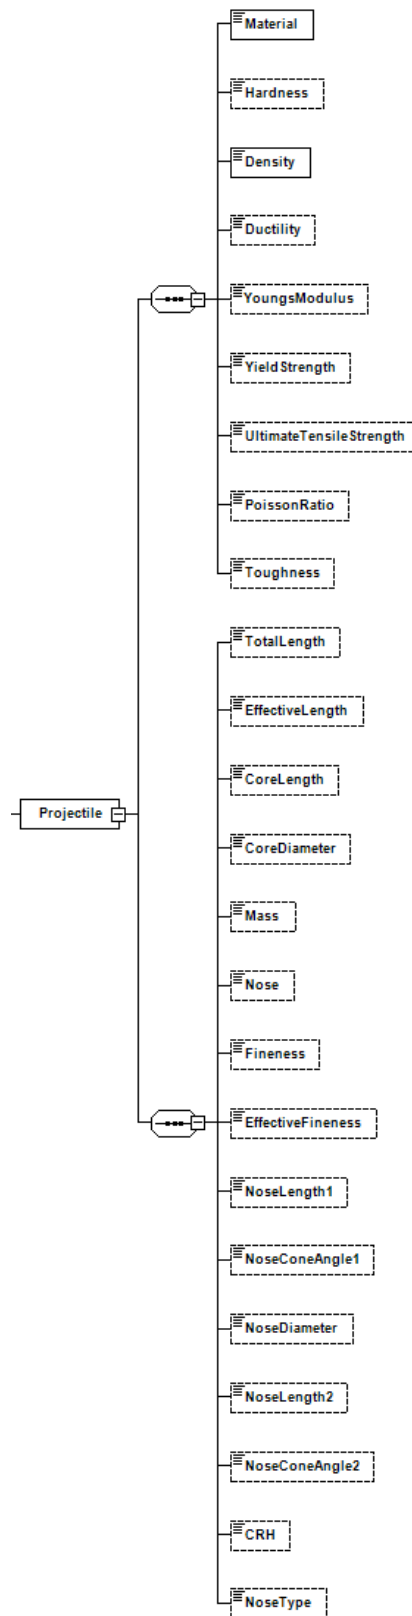 Material
Hardness
Density
Ductility
YoungsModulus
YieldStrength
UltimateTensileStrength
PoissonRatio
Toughness
TotalLength
EffectiveLength
CoreLength
Projectile
CoreDiameter
Mass
Nose
Fineness
EffectiveFineness
NoseLength1
NoseConeAngle1
NoseDiameter
NoseLength2
NoseConeAngle2
CRH
NoseType